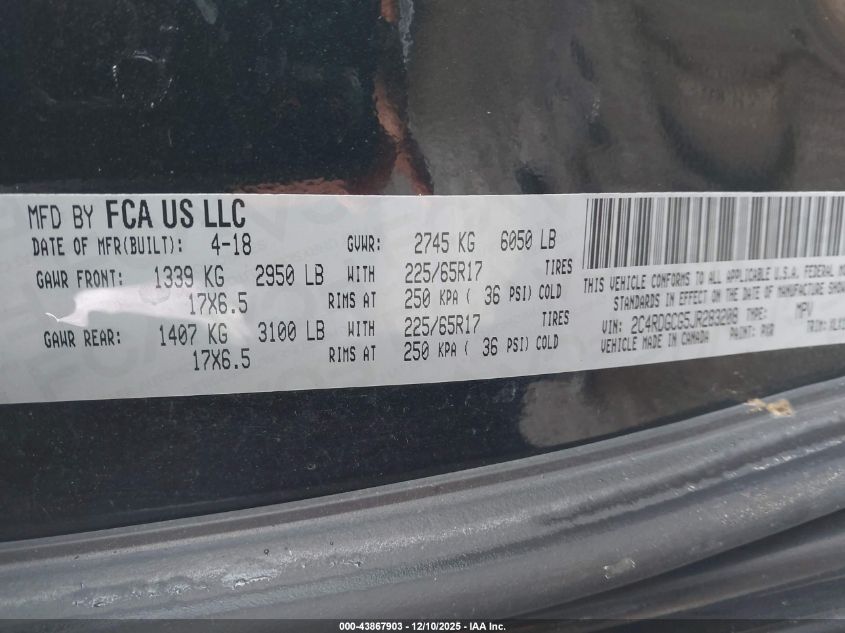 MFD BY FCA US LLC
DATE OF MFR(BUILT): 4-18 GVWR: 2745 KG 6050 LB
GAWR FRONT: 1339 KG 2950 LB WITH 225/65R17 TIRES
17X6.5 RIMS AT 250 KPA ( 36 PSI) COLD
GAWR REAR: 1407 KG 3100 LB WITH 225/65R17 TIRES
17X6.5 RIMS AT 250 KPA ( 36 PSI) COLD
THIS VEHICLE CONFORMS TO ALL APPLICABLE U.S.A. FEDERAL
STANDARDS IN EFFECT ON THE DATE OF MANUFACTURE
VIN: 2C4RDGCG5JR283208 TYPE: MPV
VEHICLE MADE IN CANADA PAINT: PXR TRIM:
000-43867903 — 12/10/2025 — IAA Inc.